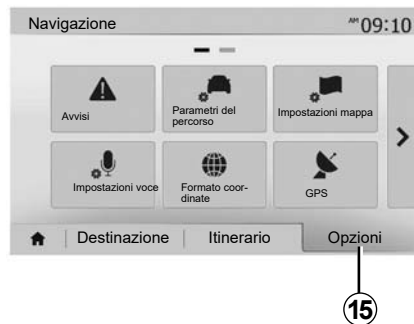 Navigazione
AM 09:10
Avvisi
Parametri del
percorso
Impostazioni mappa
Impostazioni voce
Formato coor-
dinate
GPS
Destinazione
Itinerario
Opzioni
15